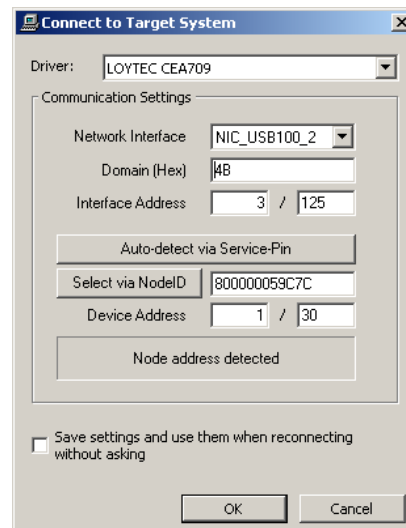 Connect to Target System
Driver: LOYTEC CEA709
Communication Settings
Network Interface NIC_USB100_2
Domain (Hex) 4B
Interface Address 3 / 125
Auto-detect via Service-Pin
Select via NodeID 800000059C7C
Device Address 1 / 30
Node address detected
Save settings and use them when reconnecting
without asking
OK Cancel